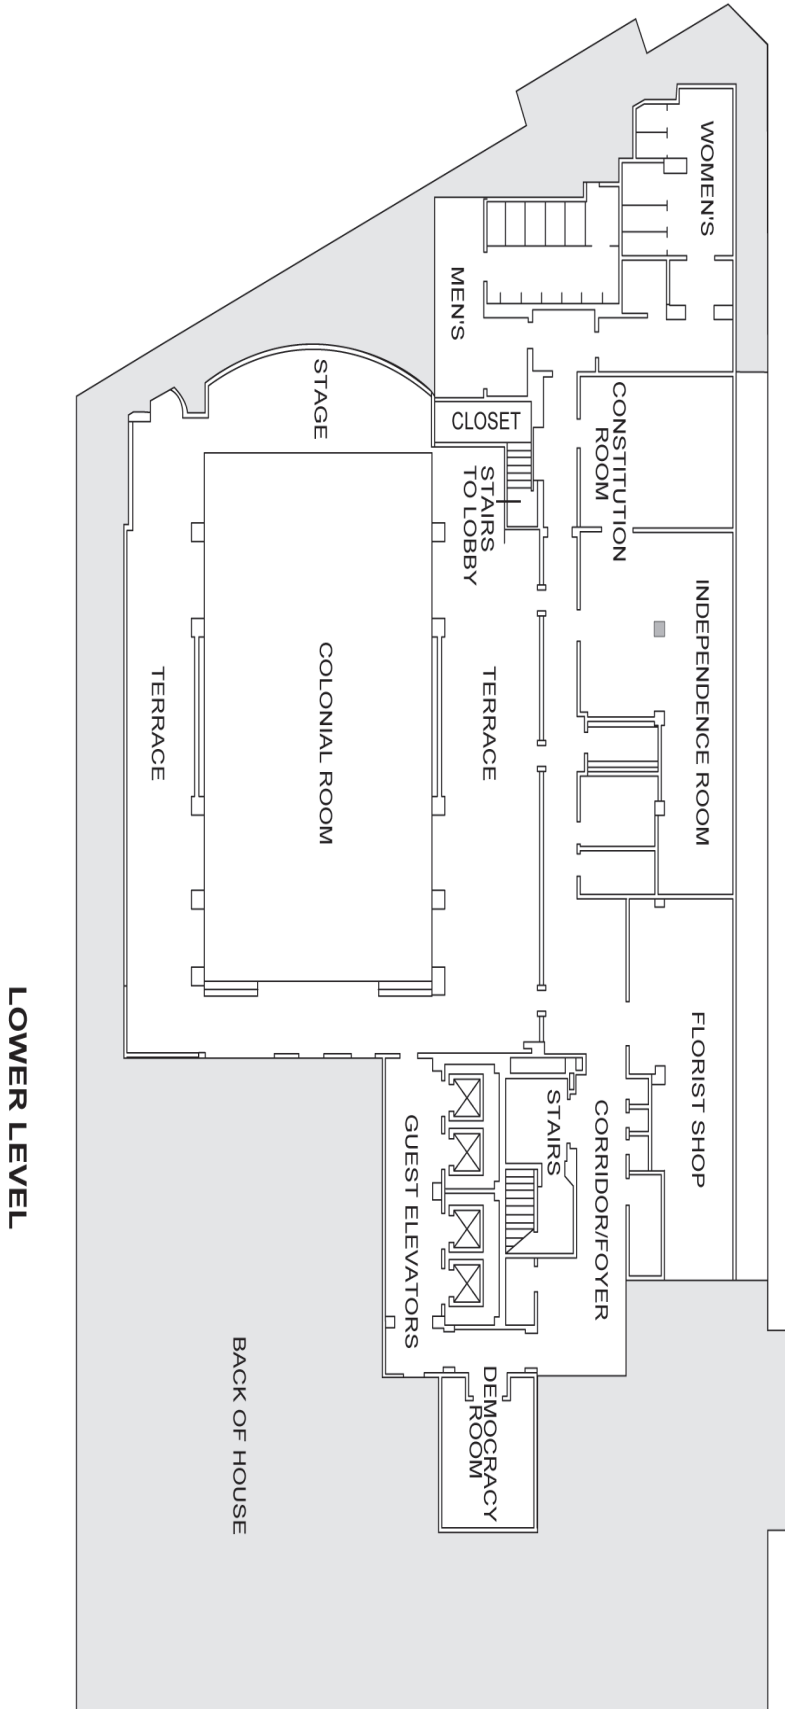 WOMEN'S
MEN'S
STAGE
CLOSET
CONSTITUTION
ROOM
STAIRS
TO LOBBY
INDEPENDENCE ROOM
COLONIAL ROOM
TERRACE
TERRACE
FLORIST SHOP
STAIRS
CORRIDOR/FOYER
GUEST ELEVATORS
DEMOCRACY
ROOM
BACK OF HOUSE
LOWER LEVEL